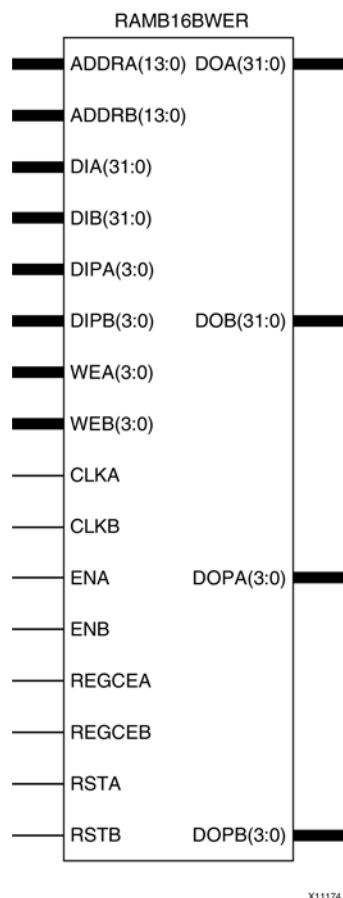 RAMB16BWER
ADDRA(13:0) DOA(31:0)
ADDRB(13:0)
DIA(31:0)
DIB(31:0)
DIPA(3:0)
DIPB(3:0) DOB(31:0)
WEA(3:0)
WEB(3:0)
CLKA
CLKB
ENA DOPA(3:0)
ENB
REGCEA
REGCEB
RSTA
RSTB DOPB(3:0)
X11174